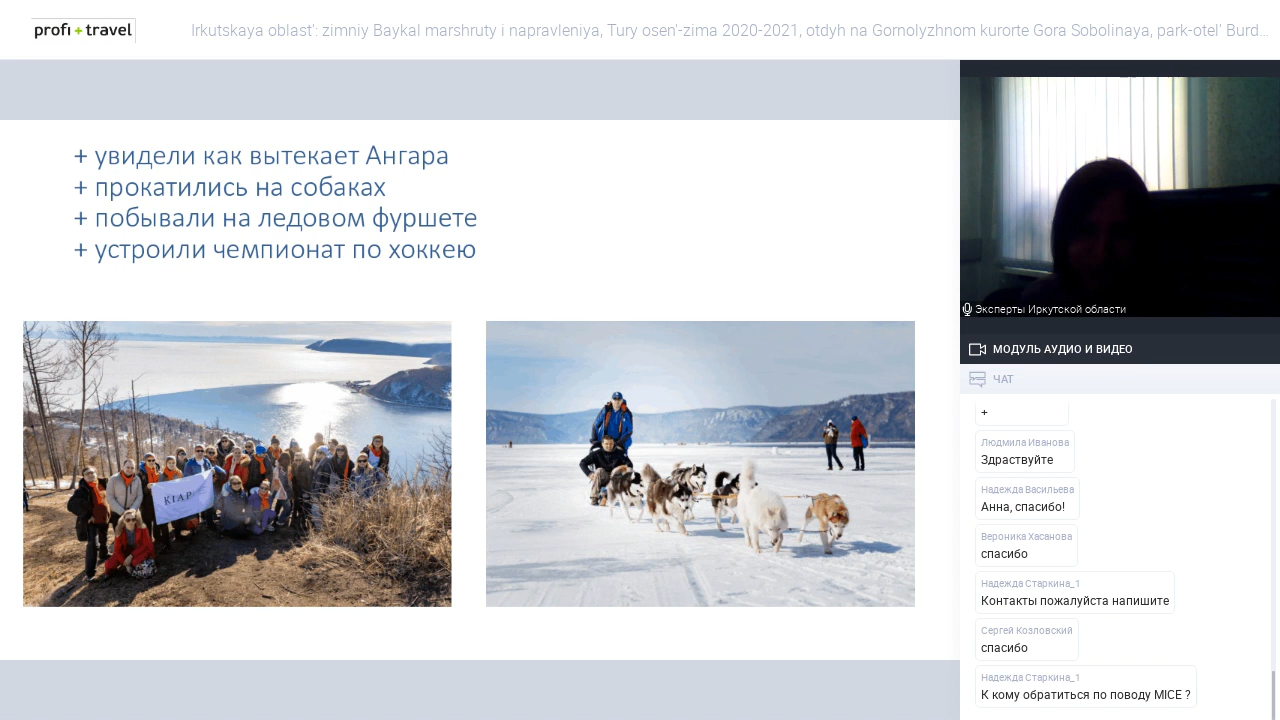 profi + travel
Irkutskaya oblast': zimniy Baykal marshruty i napravleniya, Tury osen'-zima 2020-2021, otdyh na Gornolyzhnom kurorte Gora Sobolinaya, park-otel' Burd...
+ увидели как вытекает Ангара
+ прокатились на собаках
+ побывали на ледовом фуршете
+ устроили чемпионат по хоккею
Эксперты Иркутской области
МОДУЛЬ АУДИО И ВИДЕО
ЧАТ
+
Людмила Иванова
Здраствуйте
Надежда Васильева
Анна, спасибо!
Вероника Хасанова
спасибо
Надежда Старкина_1
Контакты пожалуйста напишите
Сергей Козловский
спасибо
Надежда Старкина_1
К кому обратиться по поводу MICE ?